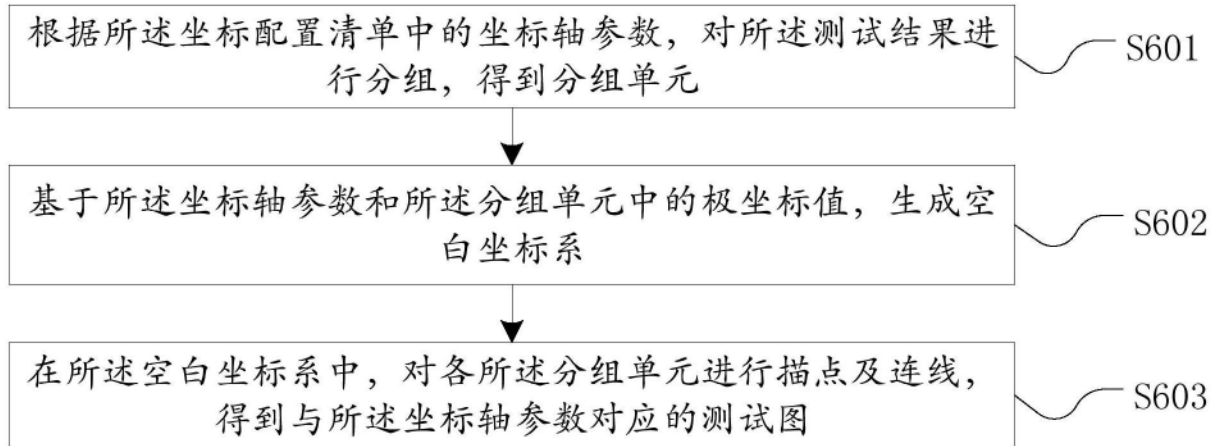 根据所述坐标配置清单中的坐标轴参数，对所述测试结果进
行分组，得到分组单元
S601
基于所述坐标轴参数和所述分组单元中的极坐标值，生成空
白坐标系
S602
在所述空白坐标系中，对各所述分组单元进行描点及连线，
得到与所述坐标轴参数对应的测试图
S603